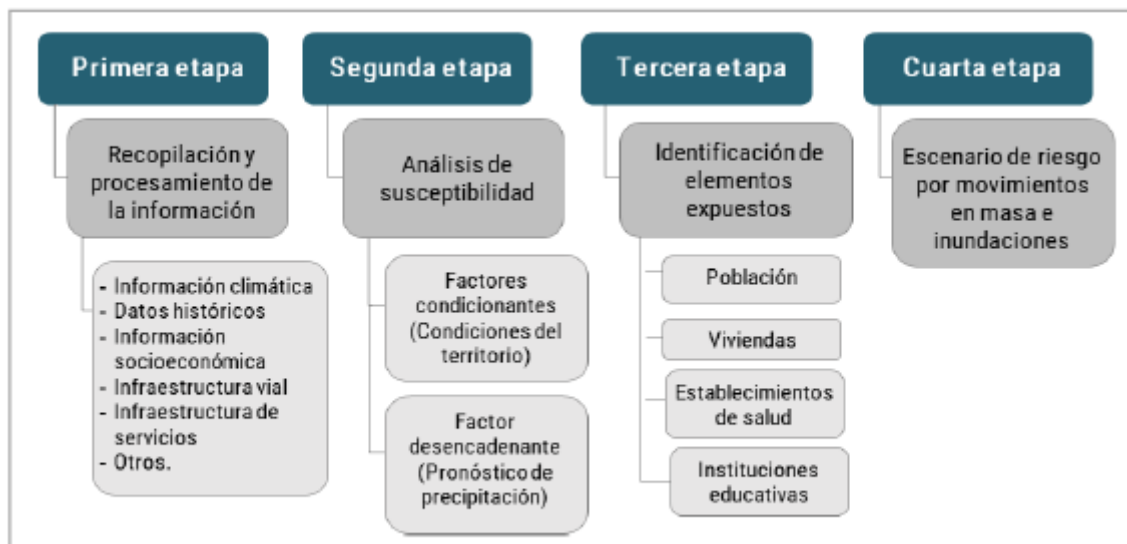 Primera etapa
Recopilación y
procesamiento de
la información
- Información climática
- Datos históricos
- Información
socioeconómica
- Infraestructura vial
- Infraestructura de
servicios
- Otros.
Segunda etapa
Análisis de
susceptibilidad
Factores
condicionantes
(Condiciones del
territorio)
Factor
desencadenante
(Pronóstico de
precipitación)
Tercera etapa
Identificación de
elementos
expuestos
Población
Viviendas
Establecimientos
de salud
Instituciones
educativas
Cuarta etapa
Escenario de riesgo
por movimientos
en masa e
inundaciones